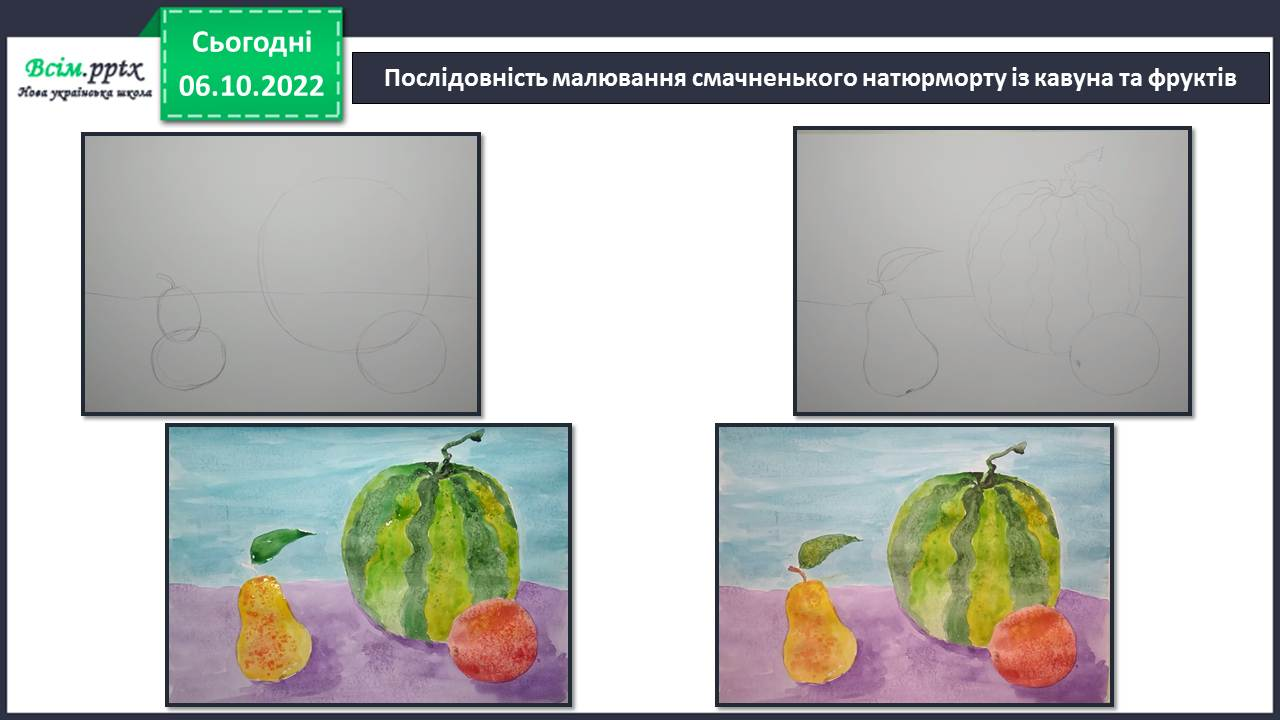 Всім.pptx
Нова українська школа
Сьогодні
06.10.2022
Послідовність малювання смачненького натюрморту із кавуна та фруктів